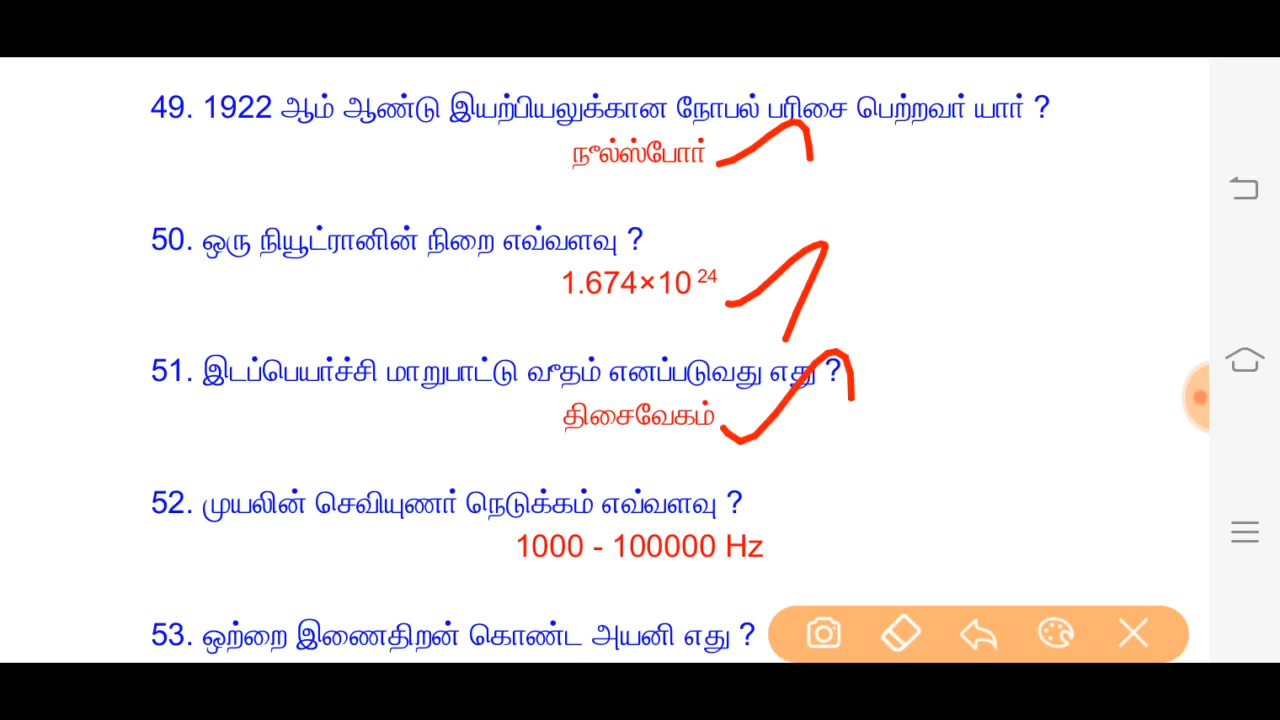 49. 1922 ஆம் ஆண்டு இயற்பியலுக்கான நோபல் பரிசை பெற்றவர் யார் ?
நீல்ஸ்போர்
50. ஒரு நியூட்ரானின் நிறை எவ்வளவு ?
1.674×10²⁴
51. இடப்பெயர்ச்சி மாறுபாட்டு வீதம் எனப்படுவது எது ?
திசைவேகம்
52. முயலின் செவியுணர் நெடுக்கம் எவ்வளவு ?
1000 - 100000 Hz
53. ஒற்றை இணைதிறன் கொண்ட அயனி எது ?